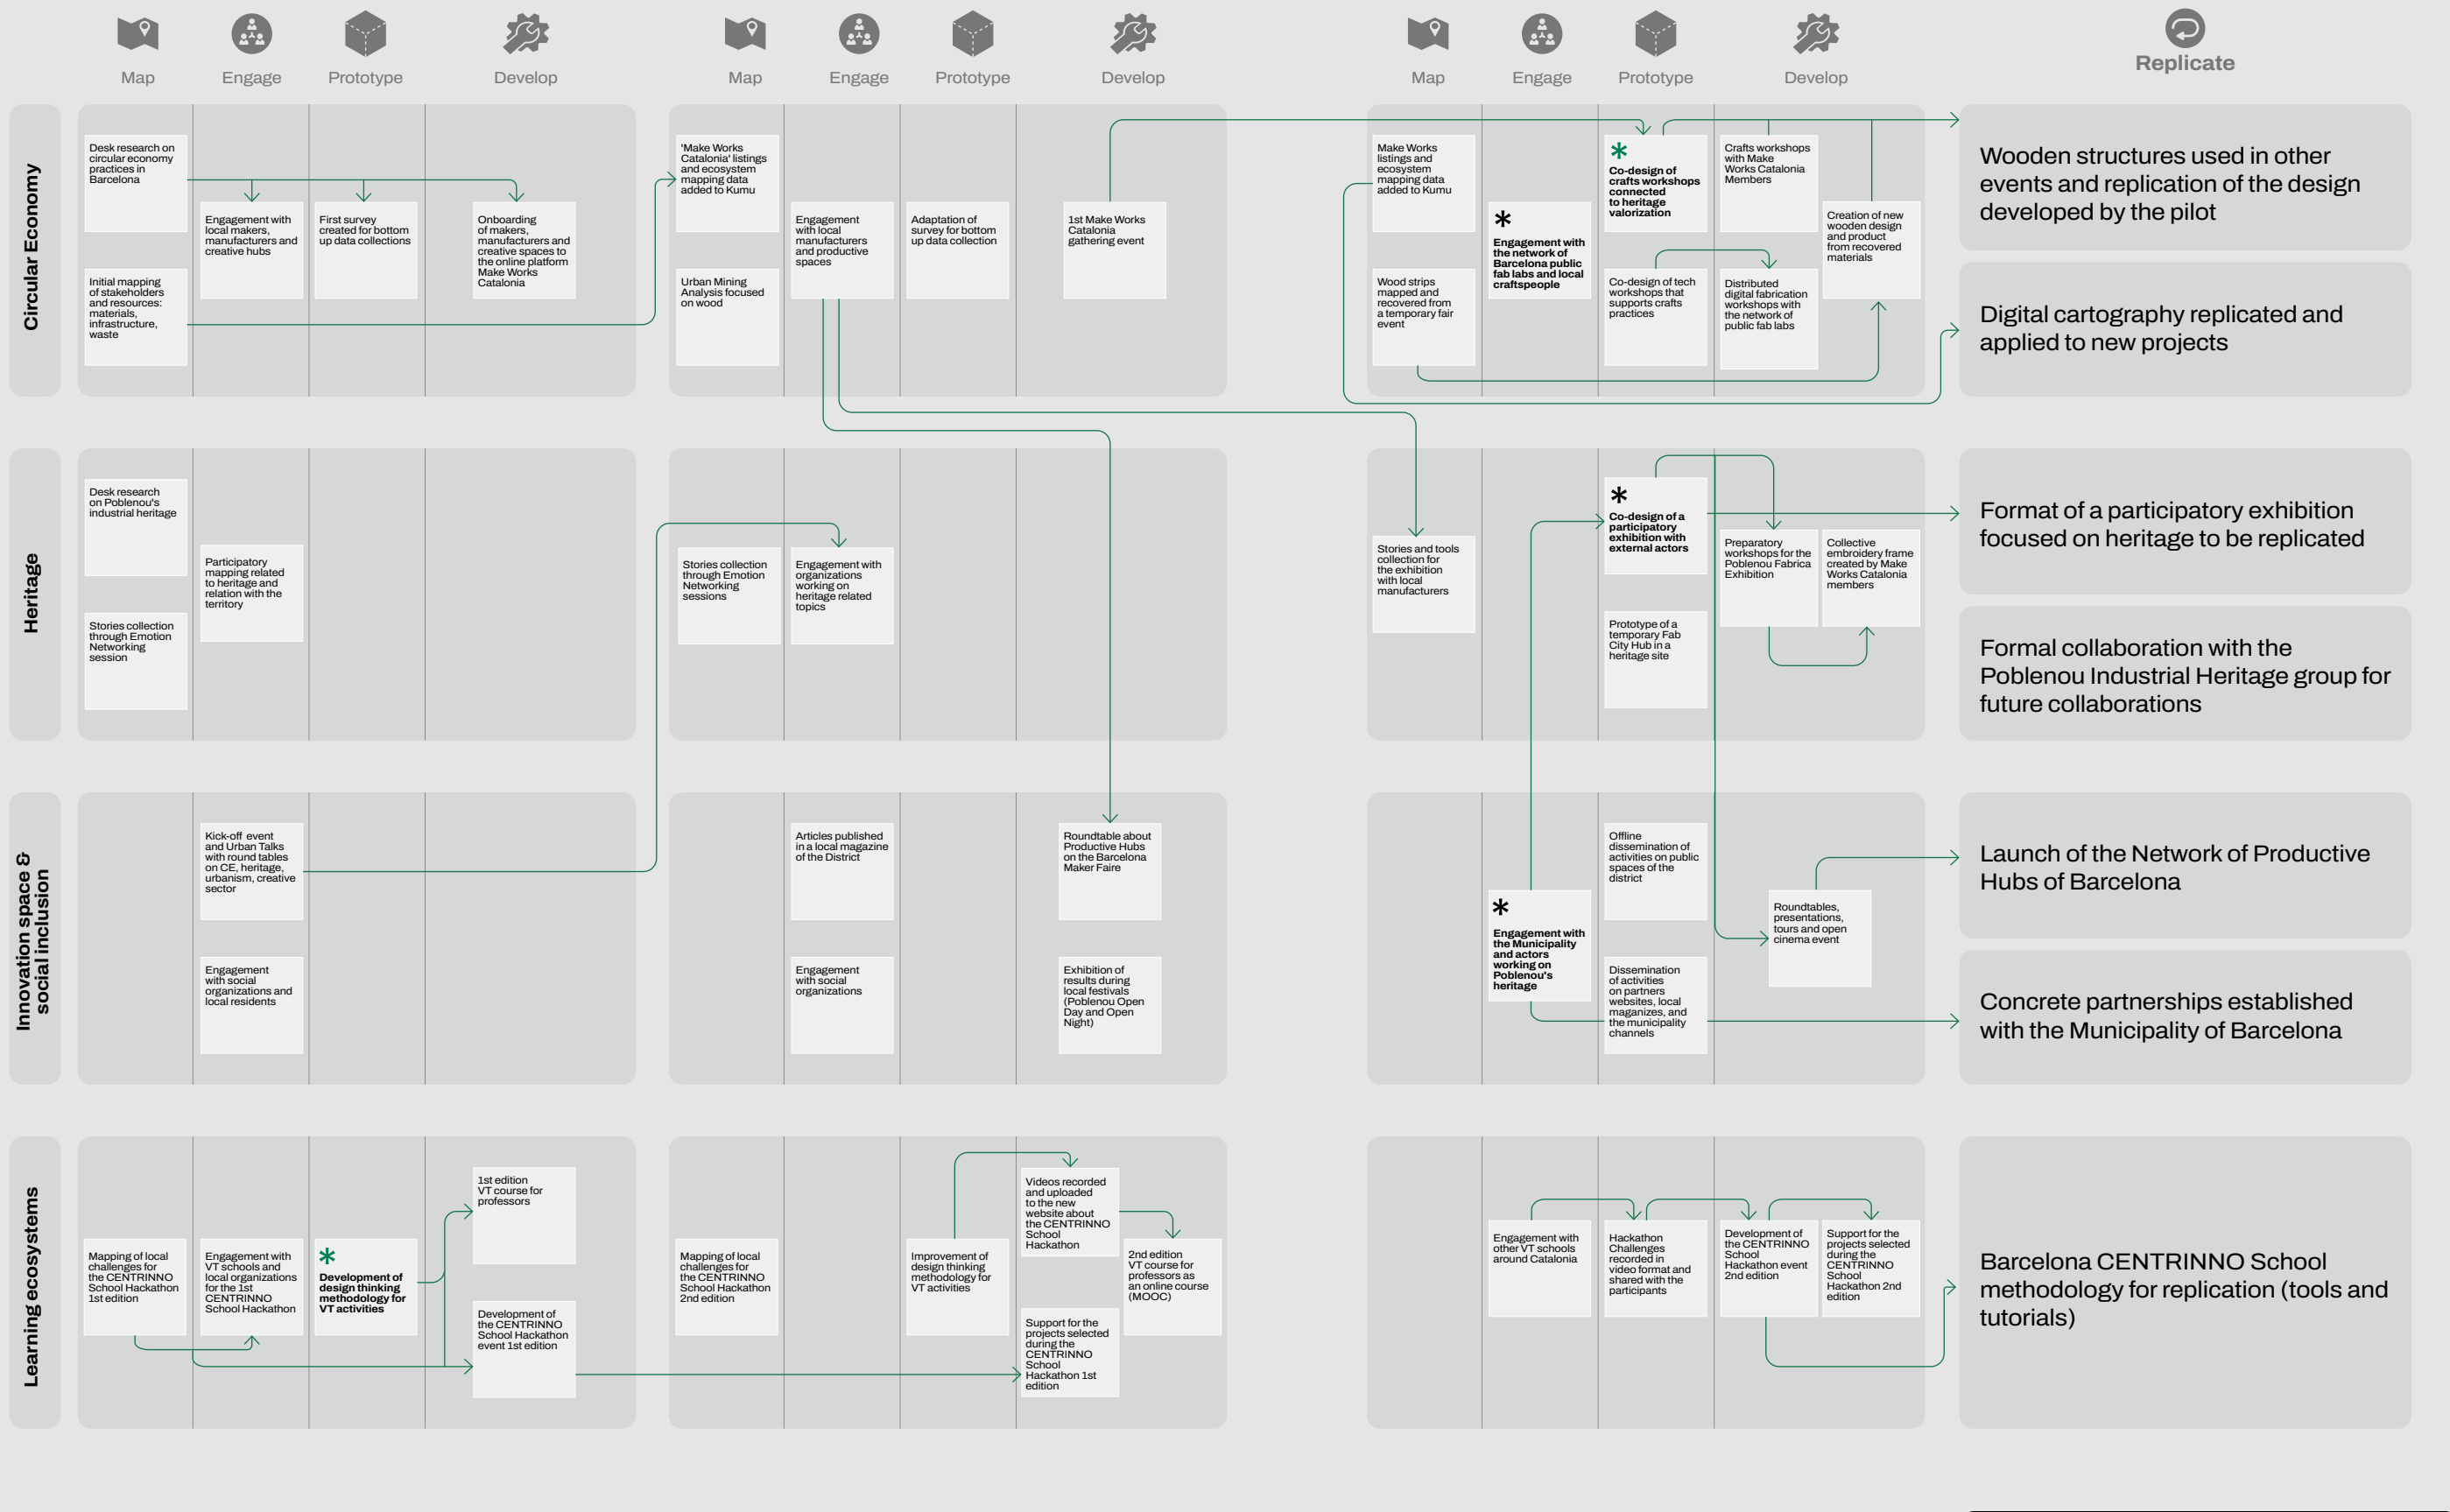 Map
Engage
Prototype
Develop
Map
Engage
Prototype
Develop
Map
Engage
Prototype
Develop
Replicate
Circular Economy
Desk research on
circular economy
practices in
Barcelona
Initial mapping
of stakeholders
and resources:
materials,
infrastructure,
waste
Engagement with
local makers,
manufacturers and
creative hubs
First survey
created for bottom
up data collections
Onboarding
of makers,
manufacturers and
creative spaces to
the online platform
Make Works
Catalonia
'Make Works
Catalonia' listings
and ecosystem
mapping data
added to Kumu
Urban Mining
Analysis focused
on wood
Engagement
with local
manufacturers
and productive
spaces
Adaptation of
survey for bottom
up data collection
1st Make Works
Catalonia
gathering event
Make Works
listings and
ecosystem
mapping data
added to Kumu
Wood strips
mapped and
recovered from
a temporary fair
event
*
Engagement with
the network of
Barcelona public
fab labs and local
craftspeople
*
Co-design of
crafts workshops
connected
to heritage
valorization
Co-design of tech
workshops that
supports crafts
practices
Crafts workshops
with Make
Works Catalonia
Members
Distributed
digital fabrication
workshops with
the network of
public fab labs
Creation of new
wooden design
and product
from recovered
materials
Wooden structures used in other
events and replication of the design
developed by the pilot
Digital cartography replicated and
applied to new projects
Heritage
Desk research
on Poblenou's
industrial heritage
Stories collection
through Emotion
Networking
session
Participatory
mapping related
to heritage and
relation with the
territory
Stories collection
through Emotion
Networking
sessions
Engagement with
organizations
working on
heritage related
topics
Stories and tools
collection for
the exhibition
with local
manufacturers
*
Co-design of a
participatory
exhibition with
external actors
Prototype of a
temporary Fab
City Hub in a
heritage site
Preparatory
workshops for the
Poblenou Fabrica
Exhibition
Collective
embroidery frame
created by Make
Works Catalonia
members
Format of a participatory exhibition
focused on heritage to be replicated
Formal collaboration with the
Poblenou Industrial Heritage group for
future collaborations
Innovation space &
social inclusion
Kick-off event
and Urban Talks
with round tables
on CE, heritage,
urbanism, creative
sector
Engagement
with social
organizations and
local residents
Articles published
in a local magazine
of the District
Engagement
with social
organizations
Roundtable about
Productive Hubs
on the Barcelona
Maker Faire
Exhibition of
results during
local festivals
(Poblenou Open
Day and Open
Night)
*
Engagement with
the Municipality
and actors
working on
Poblenou's
heritage
Offline
dissemination of
activities on public
spaces of the
district
Dissemination
of activities
on partners
websites, local
maganizes, and
the municipality
channels
Roundtables,
presentations,
tours and open
cinema event
Launch of the Network of Productive
Hubs of Barcelona
Concrete partnerships established
with the Municipality of Barcelona
Learning ecosystems
Mapping of local
challenges for
the CENTRINNO
School Hackathon
1st edition
Engagement with
VT schools and
local organizations
for the 1st
CENTRINNO
School Hackathon
*
Development of
design thinking
methodology for
VT activities
1st edition
VT course for
professors
Development of
the CENTRINNO
School Hackathon
event 1st edition
Mapping of local
challenges for
the CENTRINNO
School Hackathon
2nd edition
Improvement of
design thinking
methodology for
VT activities
Videos recorded
and uploaded
to the new
website about
the CENTRINNO
School
Hackathon
Support for the
projects selected
during the
CENTRINNO
School
Hackathon 1st
edition
2nd edition
VT course for
professors as
an online course
(MOOC)
Engagement with
other VT schools
around Catalonia
Hackathon
Challenges
recorded in
video format and
shared with the
participants
Development of
the CENTRINNO
School
Hackathon event
2nd edition
Support for the
projects selected
during the
CENTRINNO
School
Hackathon 2nd
edition
Barcelona CENTRINNO School
methodology for replication (tools and
tutorials)